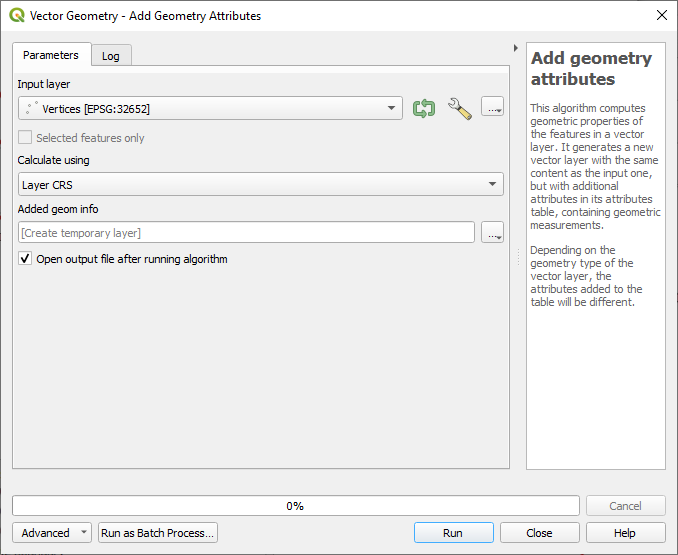 Vector Geometry - Add Geometry Attributes
Parameters
Log
Input layer
Vertices [EPSG:32652]
...
Selected features only
Calculate using
Layer CRS
Added geom info
[Create temporary layer]
...
Open output file after running algorithm
Add geometry
attributes
This algorithm computes
geometric properties of
the features in a vector
layer. It generates a new
vector layer with the same
content as the input one,
but with additional
attributes in its attributes
table, containing geometric
measurements.
Depending on the
geometry type of the
vector layer, the
attributes added to the
table will be different.
0%
Cancel
Advanced
Run as Batch Process...
Run
Close
Help